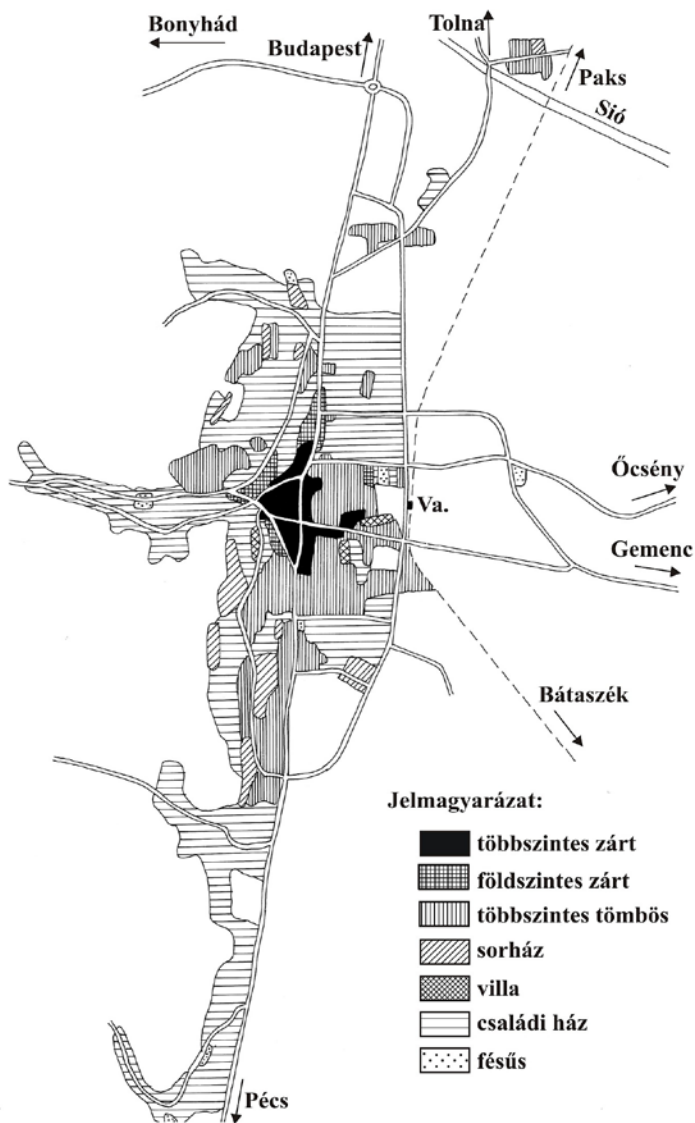 Bonyhád
Budapest
Tolna
Paks
Sió
Őcsény
Va.
Gemenc
Bátaszék
Jelmagyarázat:
többszintes zárt
földszintes zárt
többszintes tömbös
sorház
villa
családi ház
fésűs
Pécs